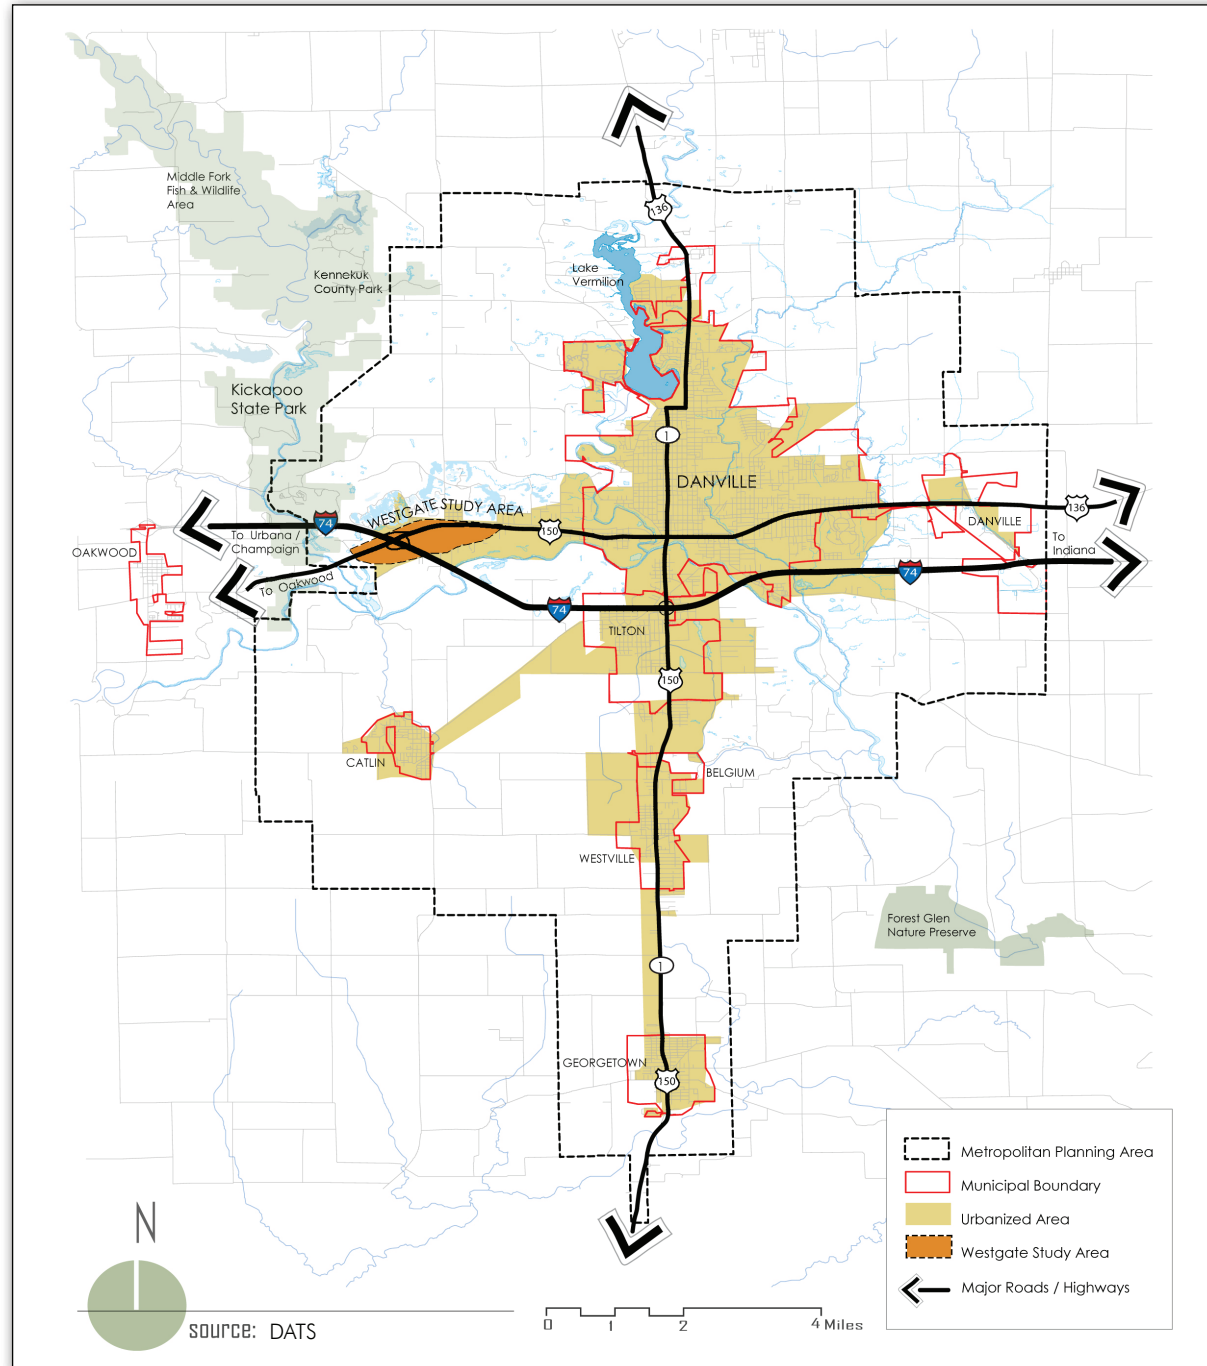 136
Middle Fork
Fish & Wildlife
Area
Lake
Vermilion
Kennekuk
County Park
Kickapoo
State Park
1
DANVILLE
WESTGATE STUDY AREA
74
150
136
DANVILLE
To Urbana /
Champaign
To
Indiana
OAKWOOD
To Oakwood
74
74
TILTON
150
CATLIN
BELGIUM
WESTVILLE
Forest Glen
Nature Preserve
1
GEORGETOWN
150
Metropolitan Planning Area
Municipal Boundary
Urbanized Area
Westgate Study Area
Major Roads / Highways
N
source: DATS
0 1 2 4 Miles